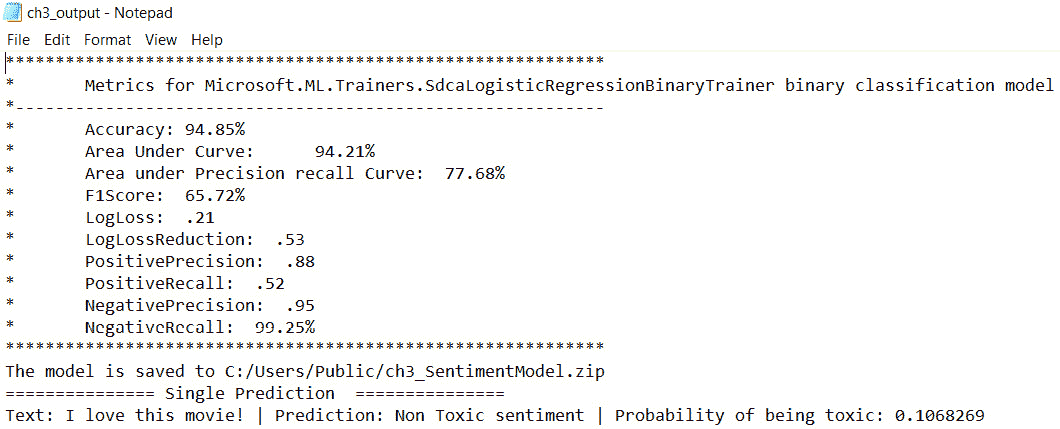 ch3_output - Notepad
File Edit Format View Help
************************************************************
* Metrics for Microsoft.ML.Trainers.SdcaLogisticRegressionBinaryTrainer binary classification model
*-----------------------------------------------------------
* Accuracy: 94.85%
* Area Under Curve: 94.21%
* Area under Precision recall Curve: 77.68%
* F1Score: 65.72%
* LogLoss: .21
* LogLossReduction: .53
* PositivePrecision: .88
* PositiveRecall: .52
* NegativePrecision: .95
* NegativeRecall: 99.25%
************************************************************
The model is saved to C:/Users/Public/ch3_SentimentModel.zip
=============== Single Prediction ===============
Text: I love this movie! | Prediction: Non Toxic sentiment | Probability of being toxic: 0.1068269